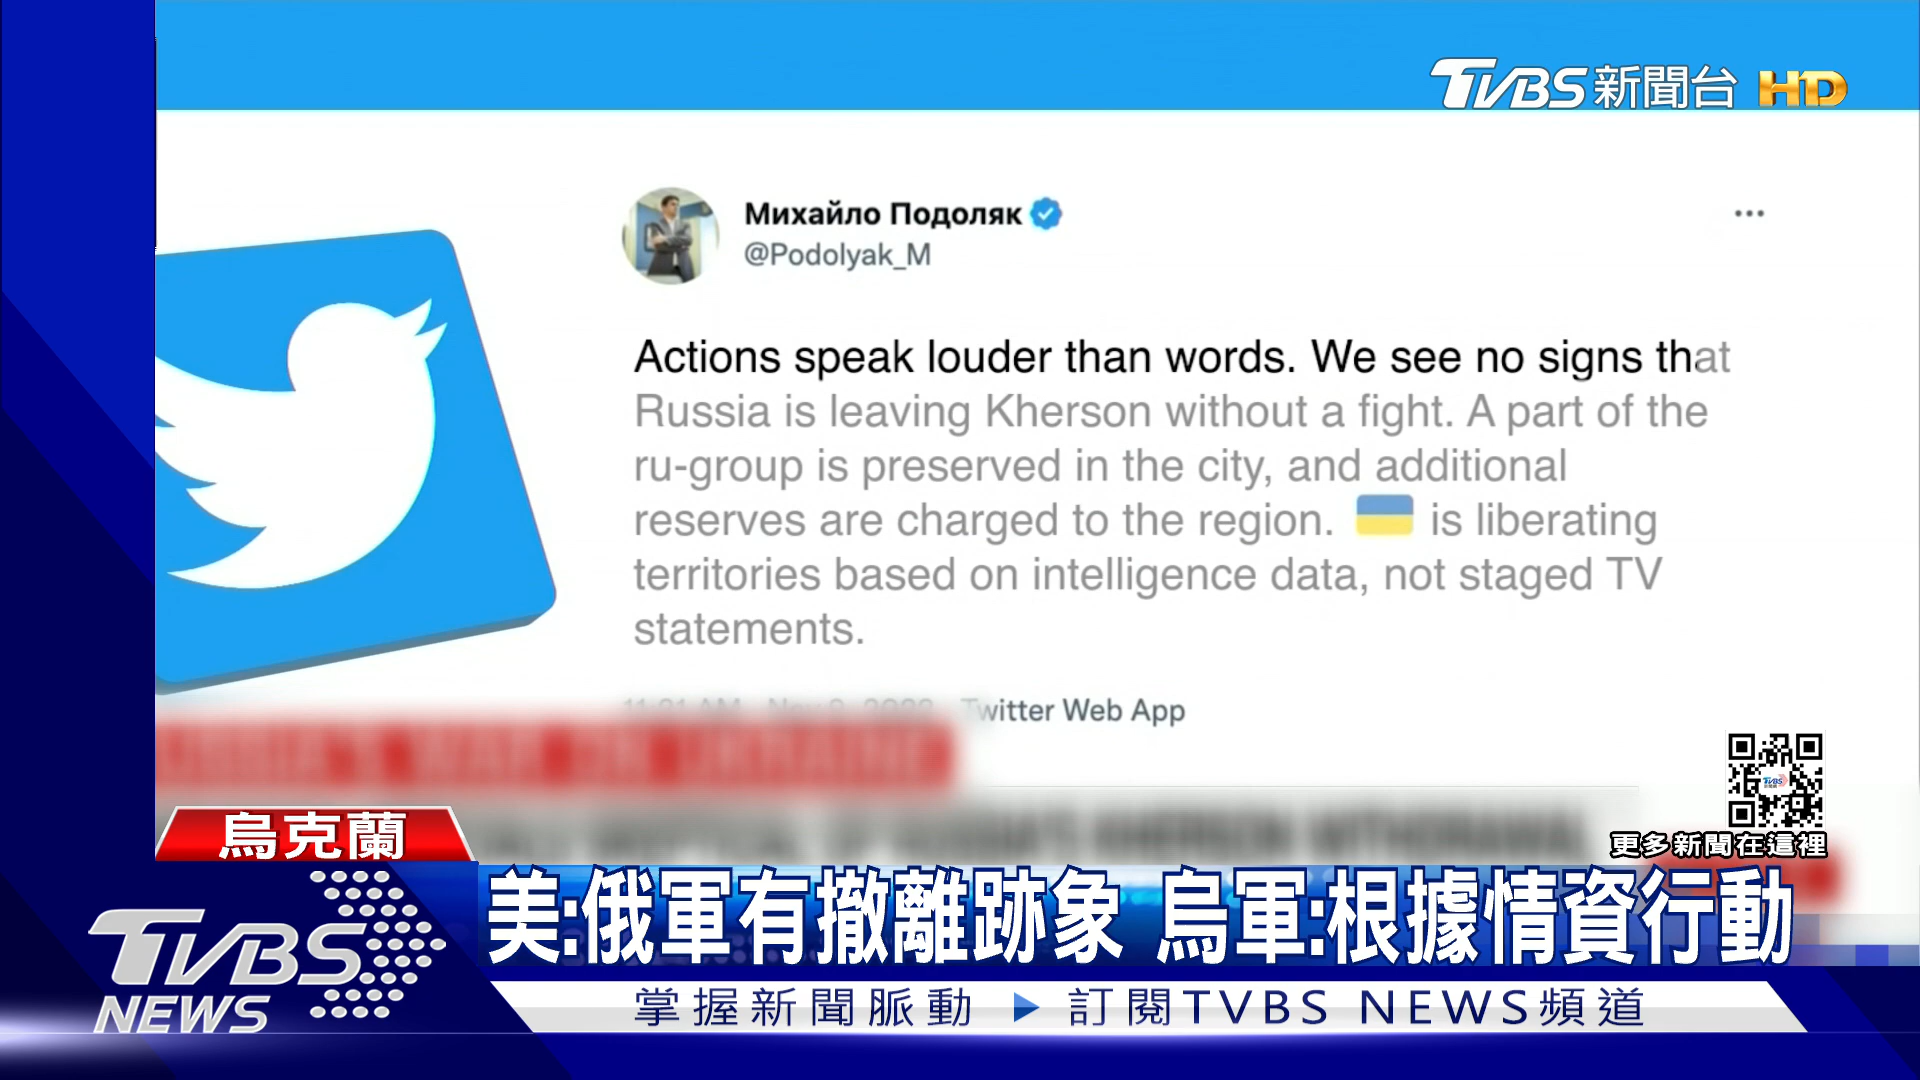 TVBS新聞台 HD
Михайло Подоляк
@Podolyak_M
Actions speak louder than words. We see no signs that
Russia is leaving Kherson without a fight. A part of the
ru-group is preserved in the city, and additional
reserves are charged to the region. 🇺🇦 is liberating
territories based on intelligence data, not staged TV
statements.
Twitter Web App
TVBS
更多新聞在這裡
烏克蘭
美:俄軍有撤離跡象 烏軍:根據情資行動
TVBS
NEWS
掌握新聞脈動 ▶ 訂閱TVBS NEWS頻道